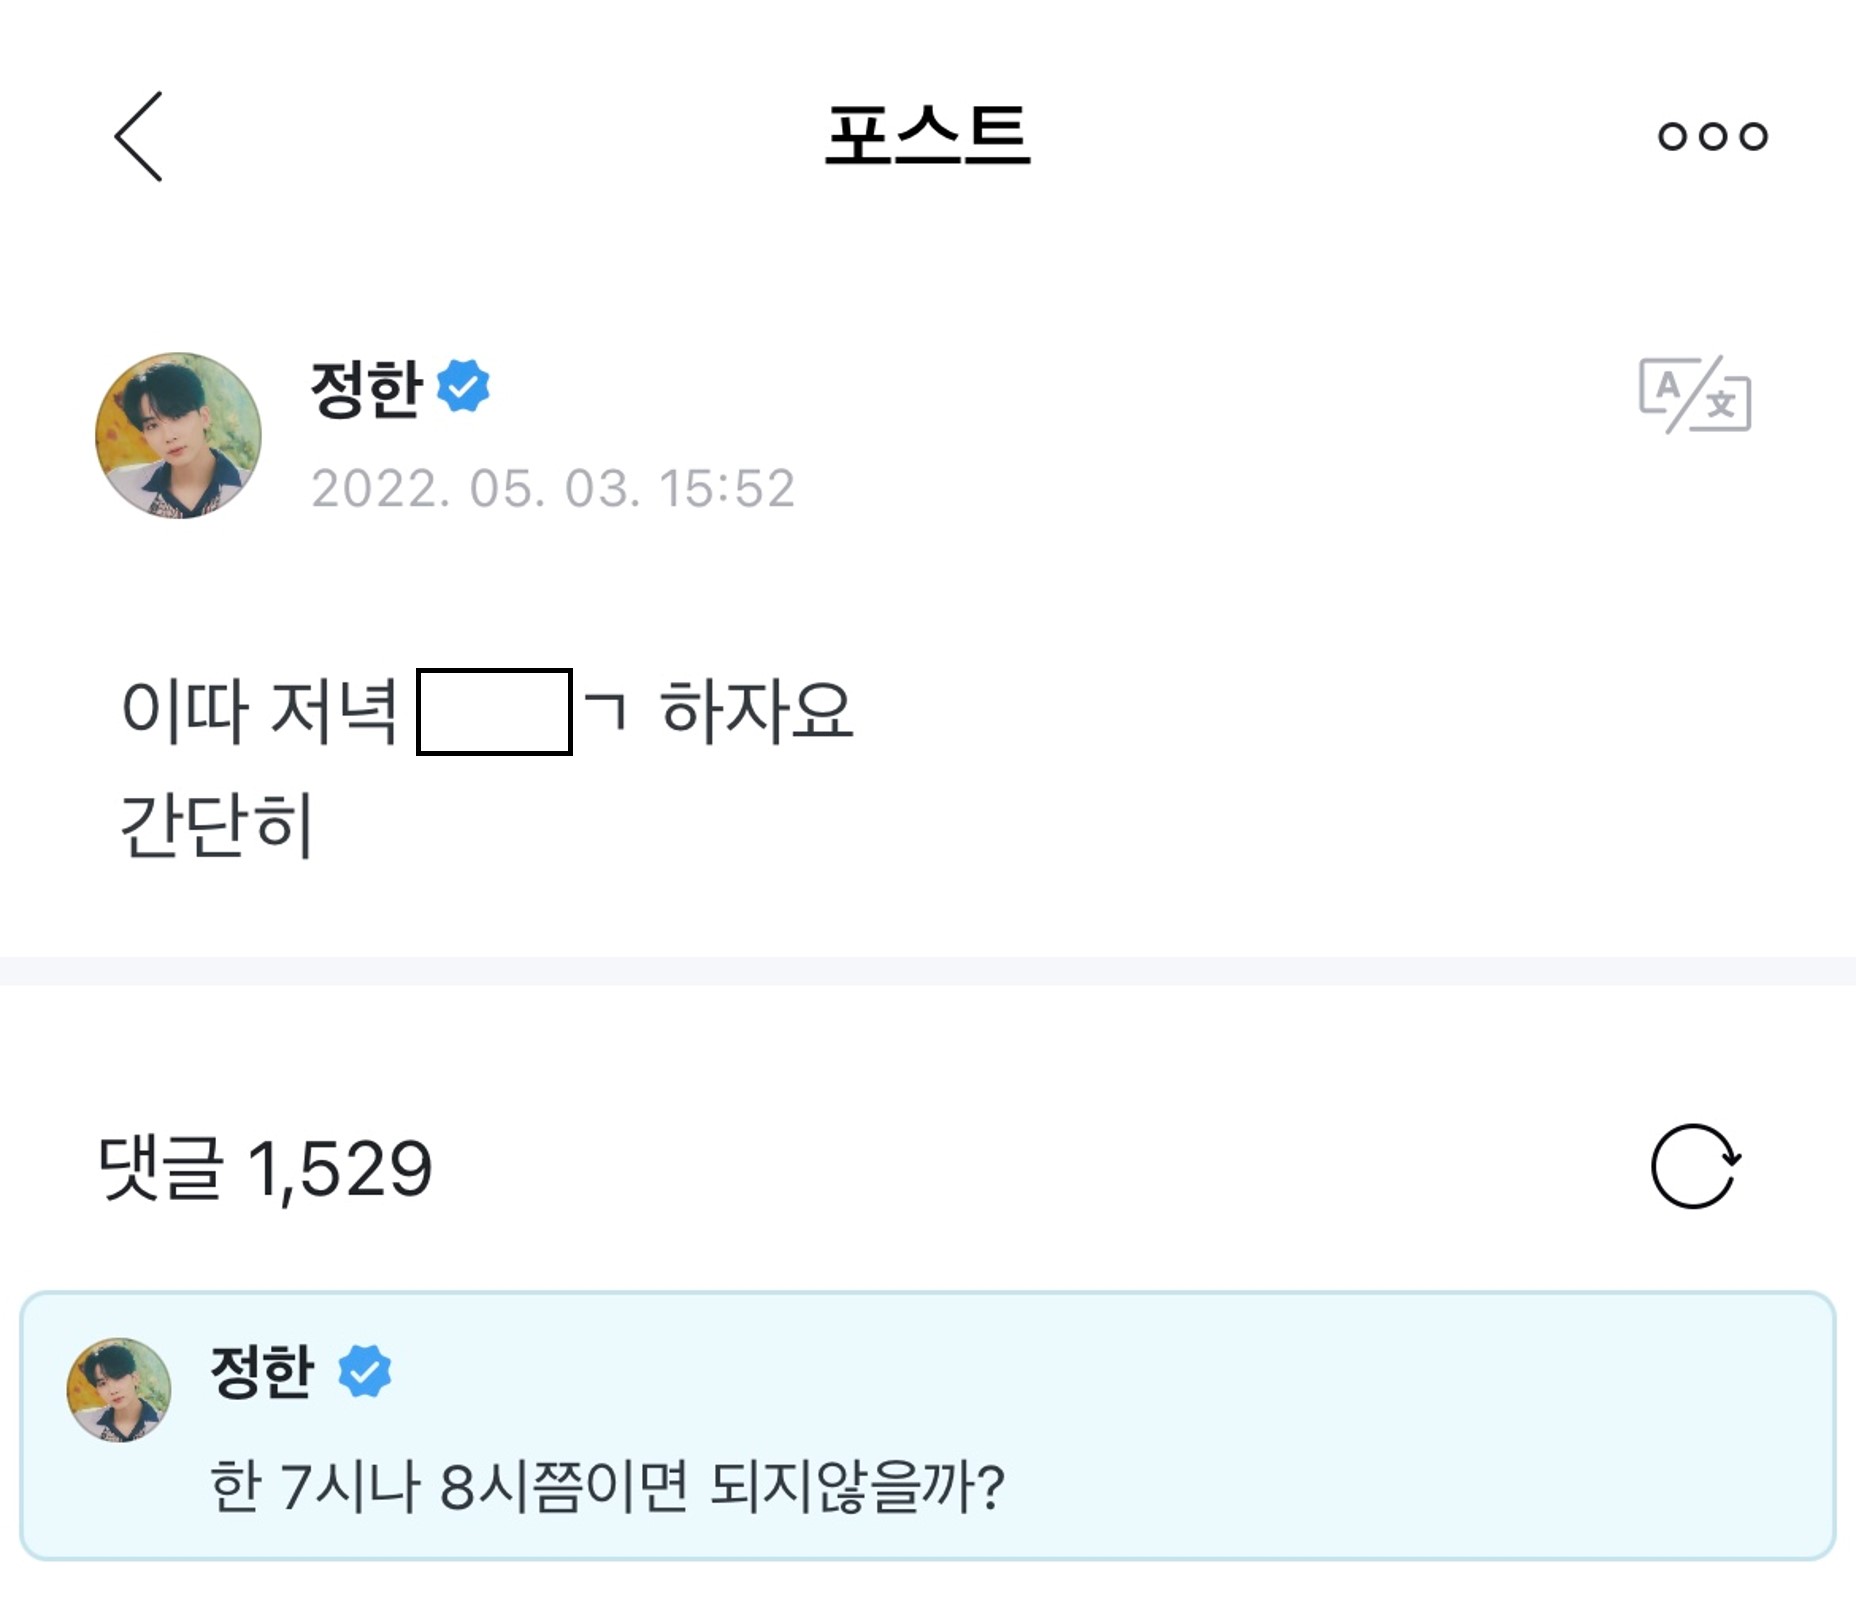 포스트
정한
2022. 05. 03. 15:52
A/文
이따 저녁 ㄱ 하자요
간단히
댓글 1,529
정한
한 7시나 8시쯤이면 되지않을까?